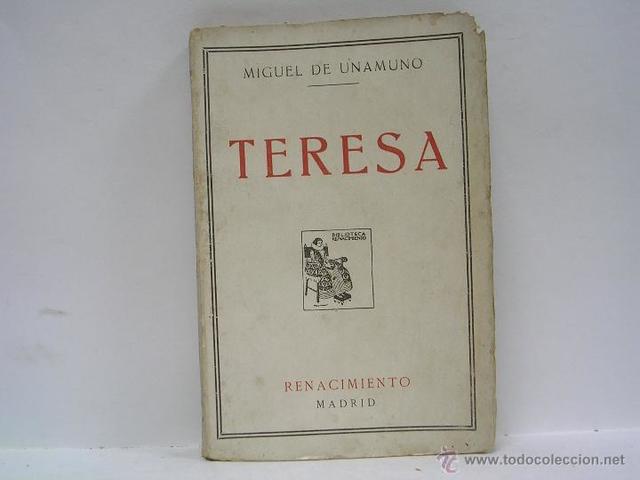 MIGUEL DE UNAMUNO
TERESA
BIBLIOTECA
RENACIMIENTO
RENACIMIENTO
MADRID
www.todocoleccion.net